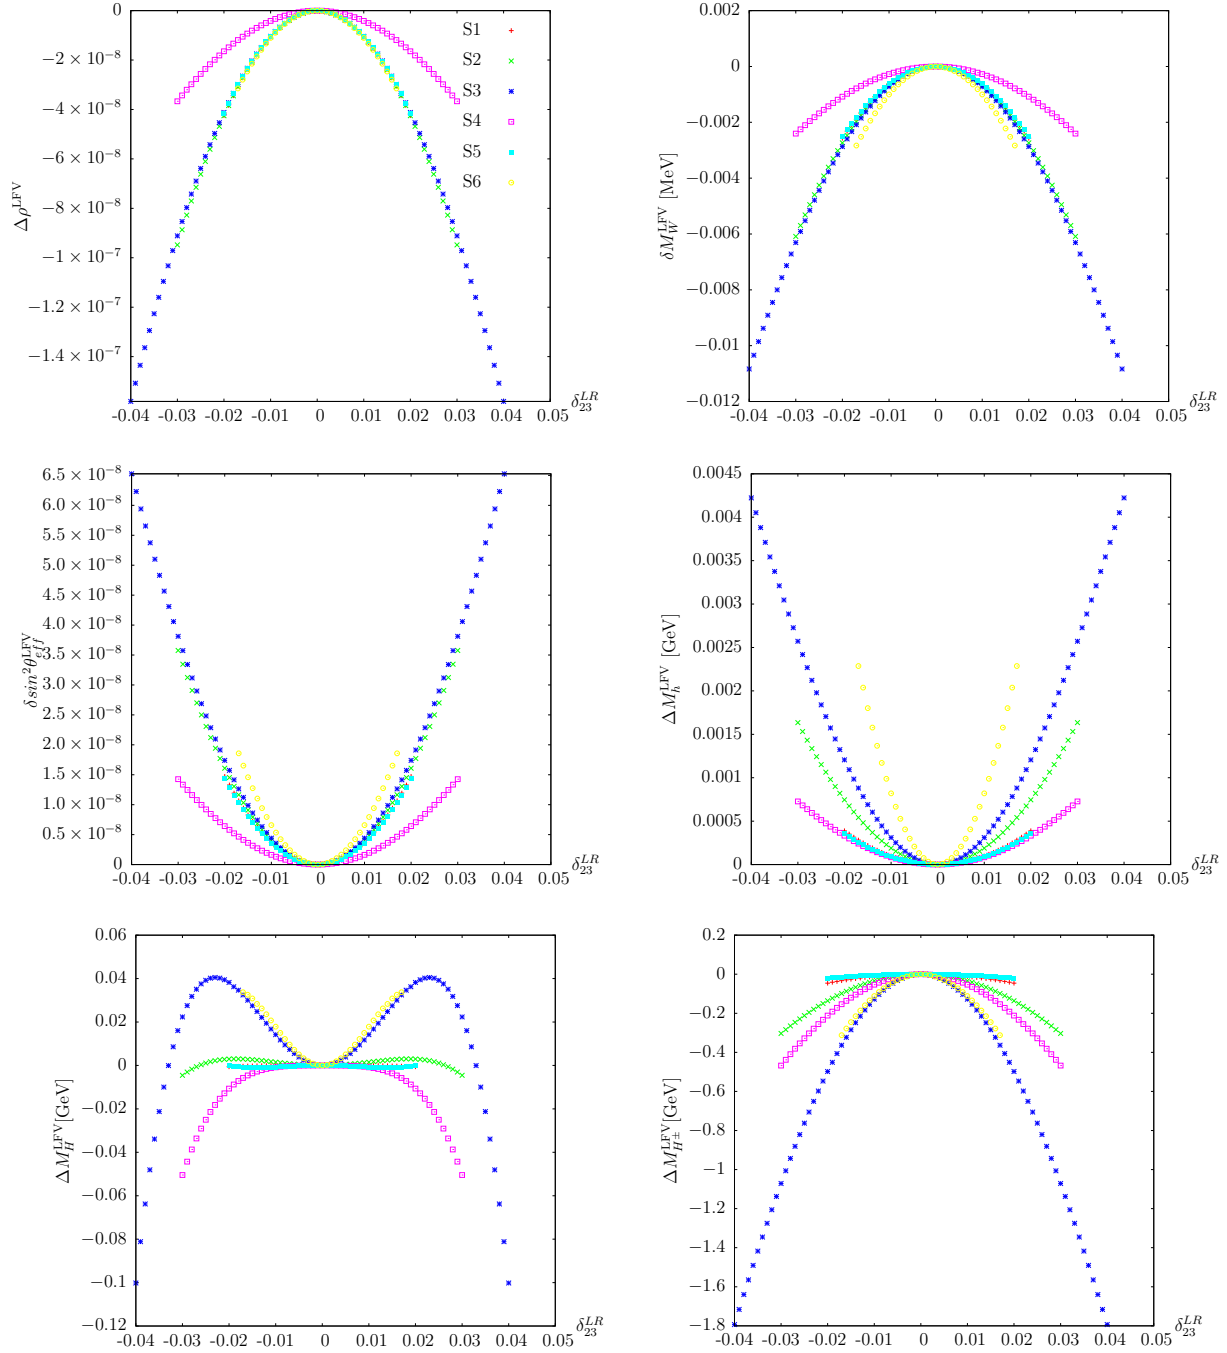 0
−2 × 10⁻⁸
−4 × 10⁻⁸
−6 × 10⁻⁸
−8 × 10⁻⁸
−1 × 10⁻⁷
−1.2 × 10⁻⁷
−1.4 × 10⁻⁷
Δρ^LFV
S1
S2
S3
S4
S5
S6
-0.04 -0.03 -0.02 -0.01 0 0.01 0.02 0.03 0.04 0.05 δ₂₃^LR
0.002
0
−0.002
−0.004
−0.006
−0.008
−0.01
−0.012
δM_W^LFV [MeV]
-0.04 -0.03 -0.02 -0.01 0 0.01 0.02 0.03 0.04 0.05 δ₂₃^LR
6.5 × 10⁻⁸
6.0 × 10⁻⁸
5.5 × 10⁻⁸
5.0 × 10⁻⁸
4.5 × 10⁻⁸
4.0 × 10⁻⁸
3.5 × 10⁻⁸
3.0 × 10⁻⁸
2.5 × 10⁻⁸
2.0 × 10⁻⁸
1.5 × 10⁻⁸
1.0 × 10⁻⁸
0.5 × 10⁻⁸
0
δsin²θ_eff^LFV
-0.04 -0.03 -0.02 -0.01 0 0.01 0.02 0.03 0.04 0.05 δ₂₃^LR
0.0045
0.004
0.0035
0.003
0.0025
0.002
0.0015
0.001
0.0005
0
ΔM_h^LFV [GeV]
-0.04 -0.03 -0.02 -0.01 0 0.01 0.02 0.03 0.04 0.05 δ₂₃^LR
0.06
0.04
0.02
0
−0.02
−0.04
−0.06
−0.08
−0.1
−0.12
ΔM_H^LFV[GeV]
-0.04 -0.03 -0.02 -0.01 0 0.01 0.02 0.03 0.04 0.05 δ₂₃^LR
0.2
0
−0.2
−0.4
−0.6
−0.8
−1
−1.2
−1.4
−1.6
−1.8
ΔM_H±^LFV[GeV]
-0.04 -0.03 -0.02 -0.01 0 0.01 0.02 0.03 0.04 0.05 δ₂₃^LR